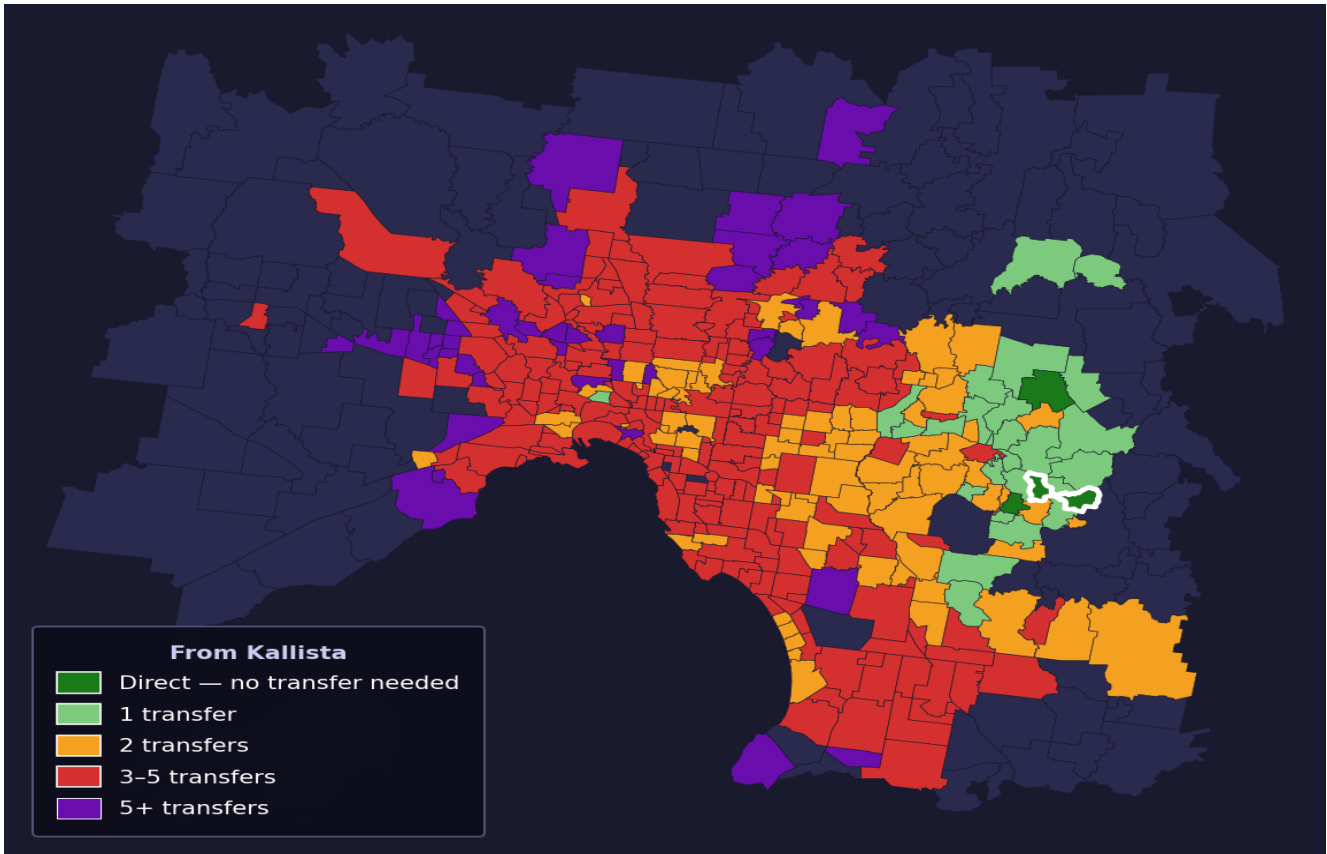 From Kallista
Direct — no transfer needed
1 transfer
2 transfers
3–5 transfers
5+ transfers